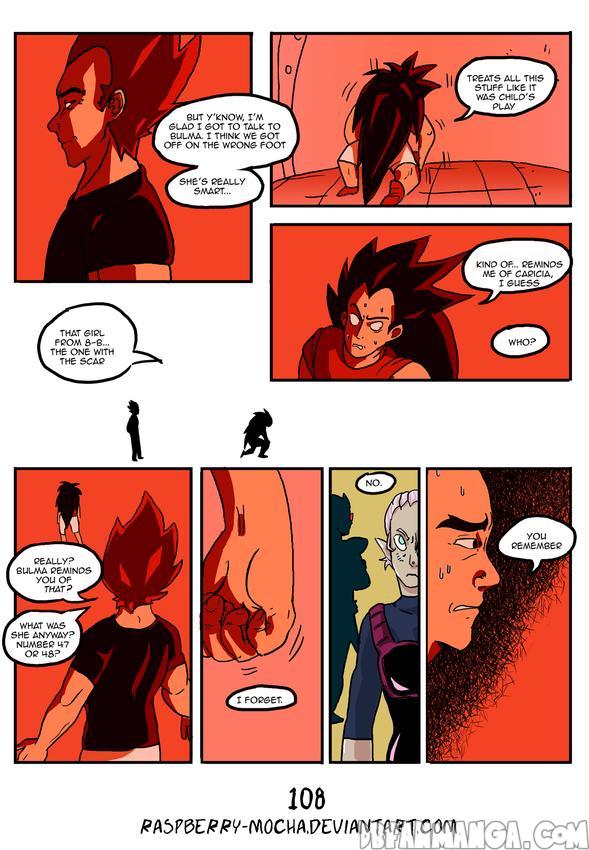 BUT Y'KNOW, I'M
GLAD I GOT TO TALK TO
BULMA. I THINK WE GOT
OFF ON THE WRONG FOOT
SHE'S REALLY
SMART...
TREATS ALL THIS
STUFF LIKE IT
WAS CHILD'S
PLAY
KIND OF... REMINDS
ME OF CARICIA,
I GUESS
WHO?
THAT GIRL
FROM 8-B...
THE ONE WITH
THE SCAR
REALLY?
BULMA REMINDS
YOU OF
THAT?
WHAT WAS
SHE ANYWAY?
NUMBER 47
OR 48?
I FORGET.
NO.
YOU
REMEMBER
108
RASPBERRY-MOCHA.DEVIANTART.COM
DBFANMANGA.COM